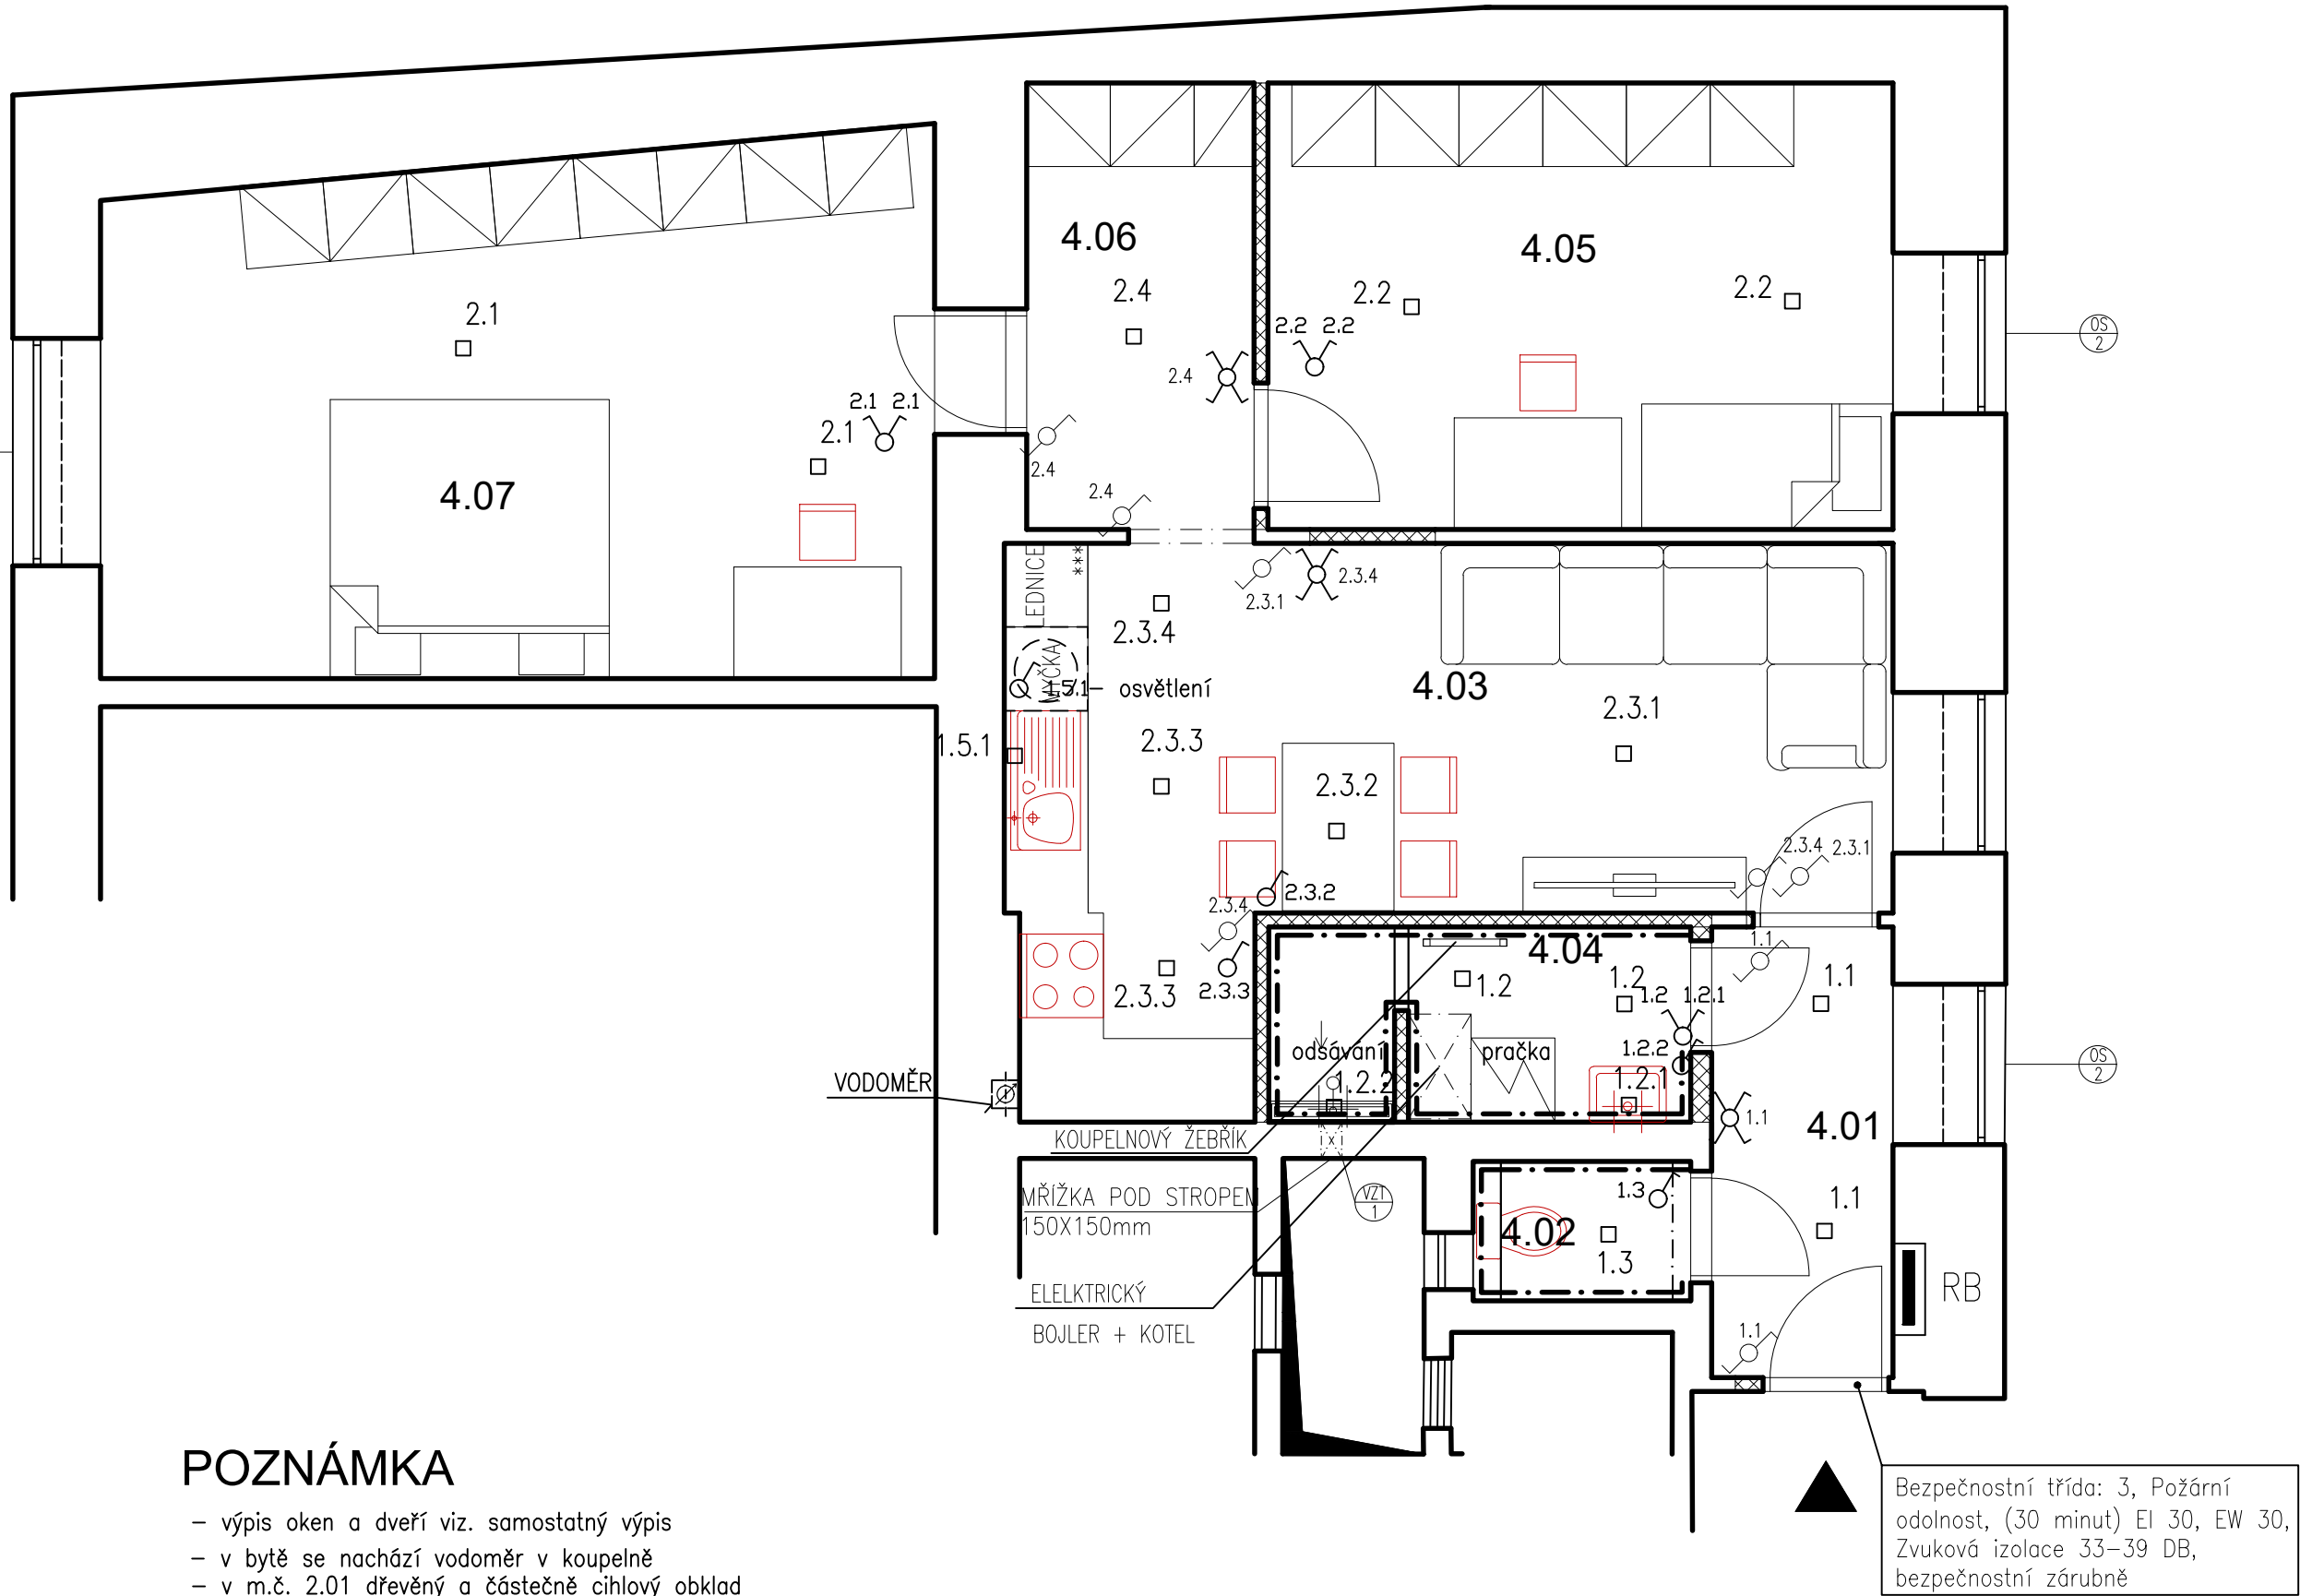 4.06
4.05
2.4
2.2
2.2
2.1
2.2 2.2
OS
2
2.4
2.1 2.1
2.1
2.4
4.07
2.4
LEDNICE
***
2.3.4
2.3.1
2.3.4
MYČKA
1.5.1- osvětlení
4.03
2.3.1
1.5.1
2.3.3
2.3.2
2.3.4
2.3.1
2.3.2
2.3.4
4.04
1.1
1.1
1.2
1.2
1.2
1.2.1
2.3.3
2.3.3
odsávání
pračka
1.2.2
OS
2
1.2.2
1.2.1
VODOMĚR
1.1
4.01
KOUPELNOVÝ ŽEBŘÍK
MŘÍŽKA POD STROPEM
150X150mm
VZT
1
1.3
1.1
4.02
1.3
ELELKTRICKÝ
BOJLER + KOTEL
RB
1.1
POZNÁMKA
– výpis oken a dveří viz. samostatný výpis
– v bytě se nachází vodoměr v koupelně
– v m.č. 2.01 dřevěný a částečně cihlový obklad
Bezpečnostní třída: 3, Požární
odolnost, (30 minut) EI 30, EW 30,
Zvuková izolace 33–39 DB,
bezpečnostní zárubně